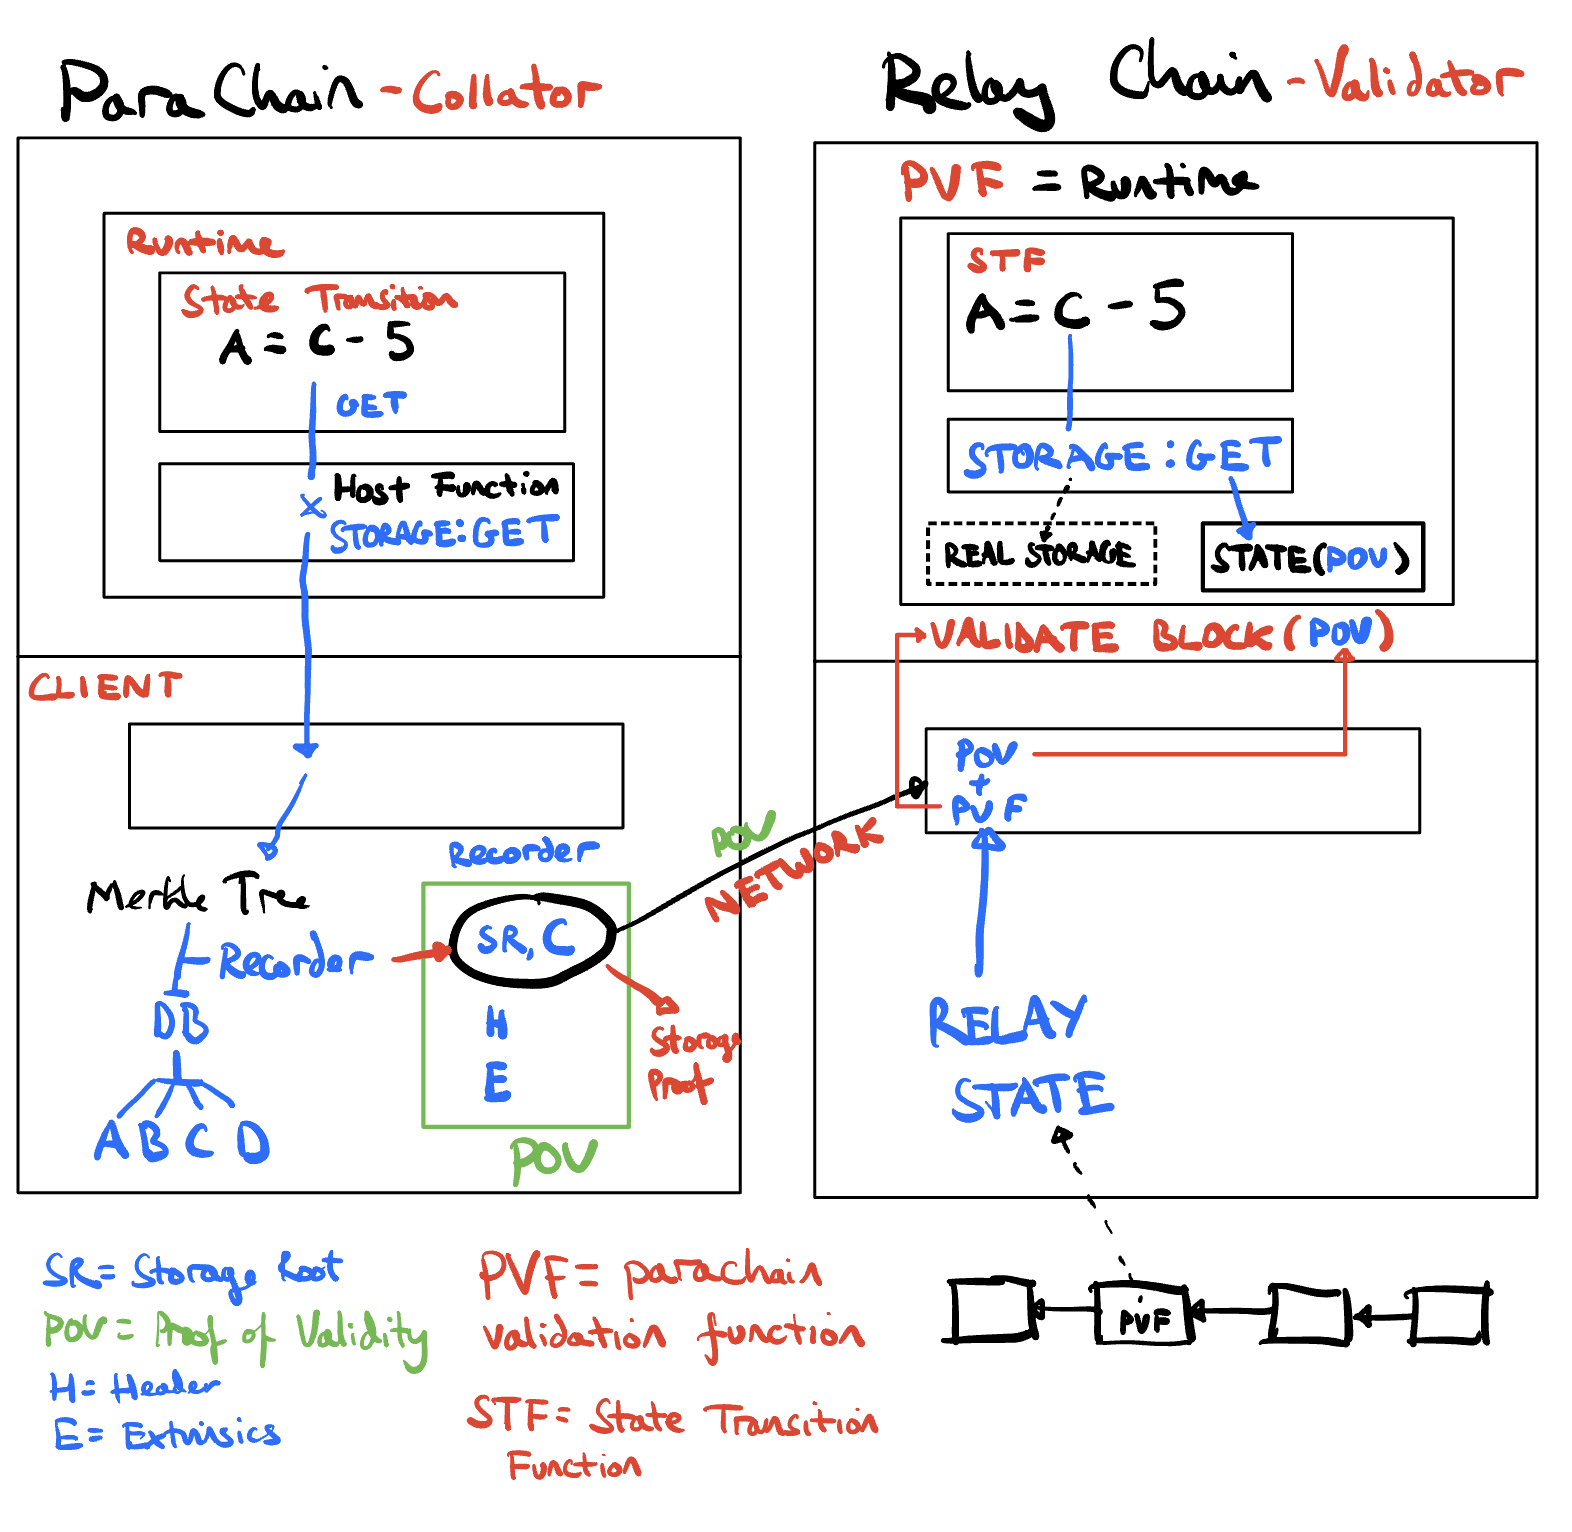 ParaChain - Collator
Runtime
State Transition
A = C - 5
GET
Host Function
STORAGE:GET
CLIENT
Merkle Tree
Recorder
DB
A B C D
Recorder
SR, C
H
E
POV
Storage
Proof
POV
NETWORK
Relay Chain - Validator
PVF = Runtime
STF
A = C - 5
STORAGE:GET
REAL STORAGE
STATE(POV)
VALIDATE BLOCK(POV)
POV
+
PVF
RELAY
STATE
PVF
SR= Storage Root
POV= Proof of Validity
H= Header
E= Extrinsics
PVF= parachain
validation function
STF= State Transition
Function